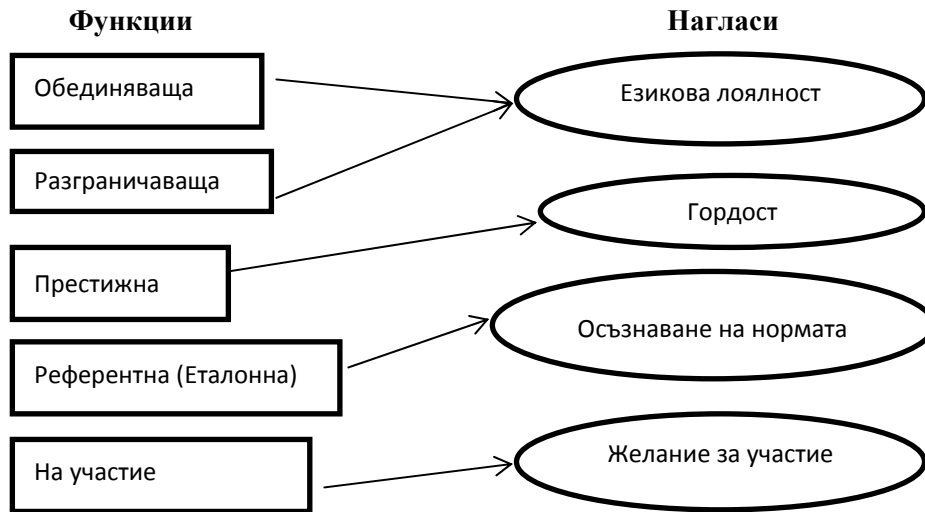 Функции
Нагласи
Обединяваща
Езикова лоялност
Разграничаваща
Гордост
Престижна
Осъзнаване на нормата
Референтна (Еталонна)
Желание за участие
На участие